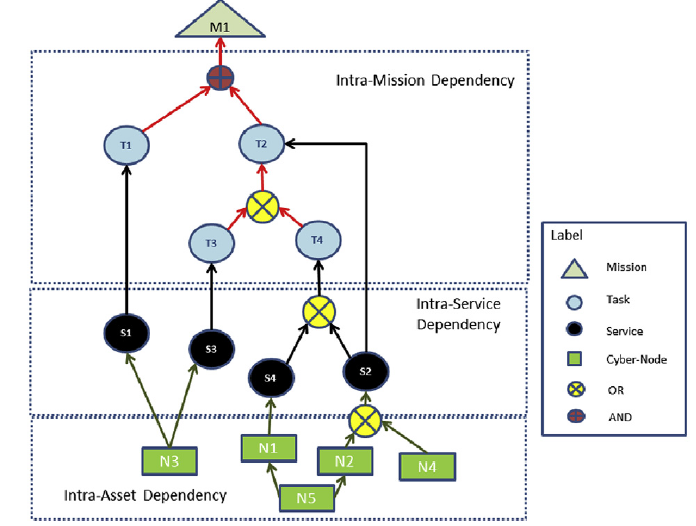 M1
Intra-Mission Dependency
T1
T2
T3
T4
Label
Mission
Task
Service
Cyber-Node
OR
AND
Intra-Service
Dependency
S1
S3
S4
S2
N3
N1
N2
N4
N5
Intra-Asset Dependency